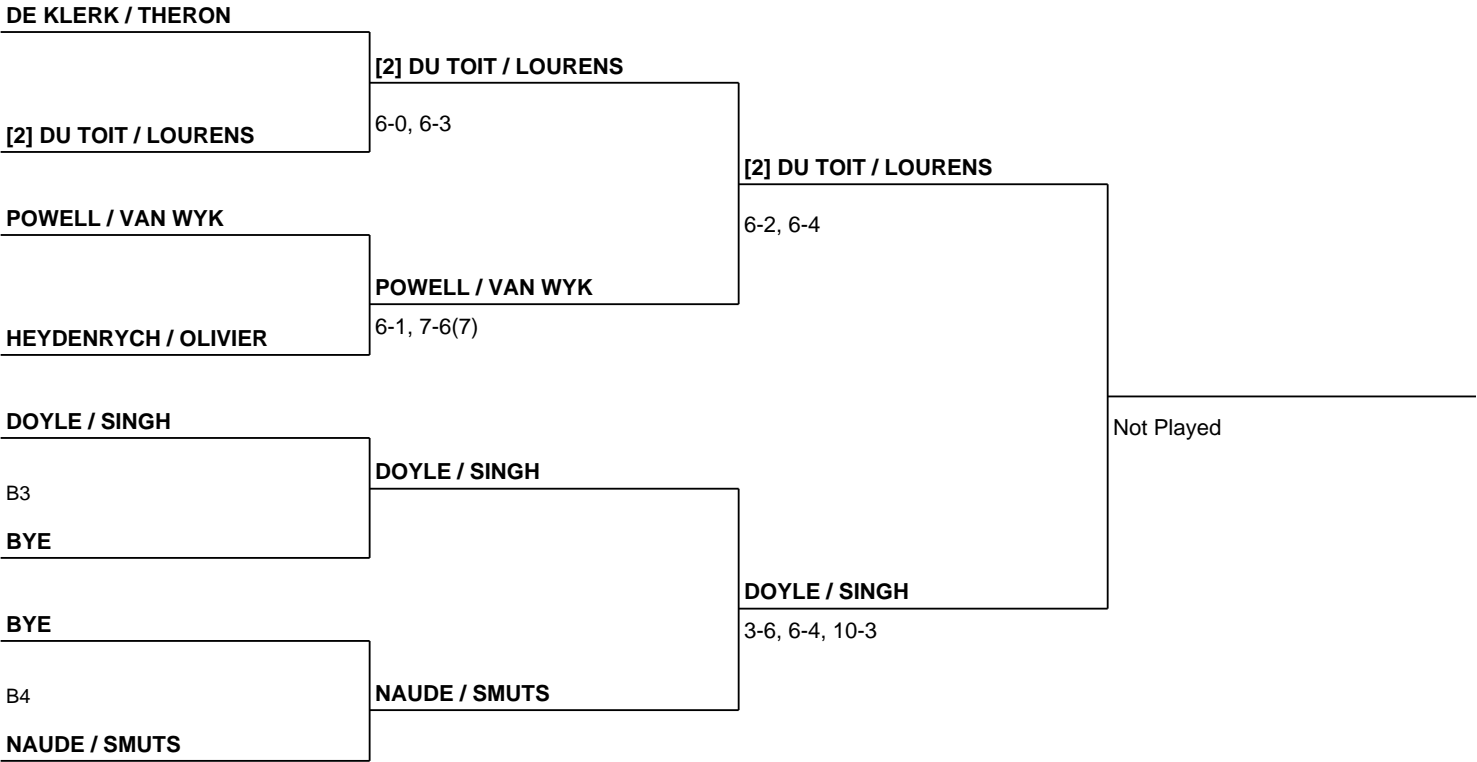 DE KLERK / THERON
[2] DU TOIT / LOURENS
6-0, 6-3
[2] DU TOIT / LOURENS
[2] DU TOIT / LOURENS
6-2, 6-4
POWELL / VAN WYK
POWELL / VAN WYK
6-1, 7-6(7)
HEYDENRYCH / OLIVIER
DOYLE / SINGH
Not Played
DOYLE / SINGH
B3
BYE
DOYLE / SINGH
3-6, 6-4, 10-3
BYE
B4
NAUDE / SMUTS
NAUDE / SMUTS